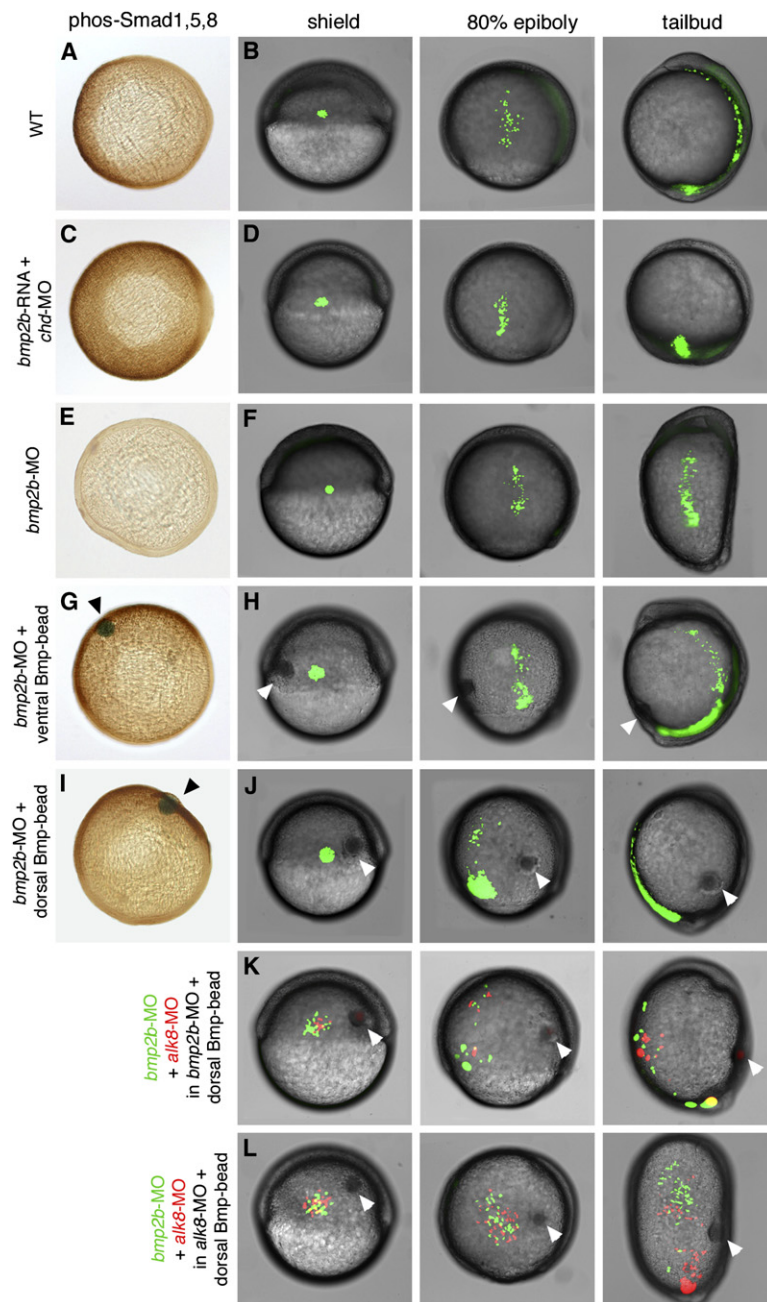 phos-Smad1,5,8 shield 80% epiboly tailbud
WT
A B
bmp2b-RNA +
chd-MO
C D
bmp2b-MO
E F
bmp2b-MO +
ventral Bmp-bead
G H
bmp2b-MO +
dorsal Bmp-bead
I J
bmp2b-MO
+ alk8-MO
in bmp2b-MO +
dorsal Bmp-bead
K
bmp2b-MO
+ alk8-MO
in alk8-MO +
dorsal Bmp-bead
L